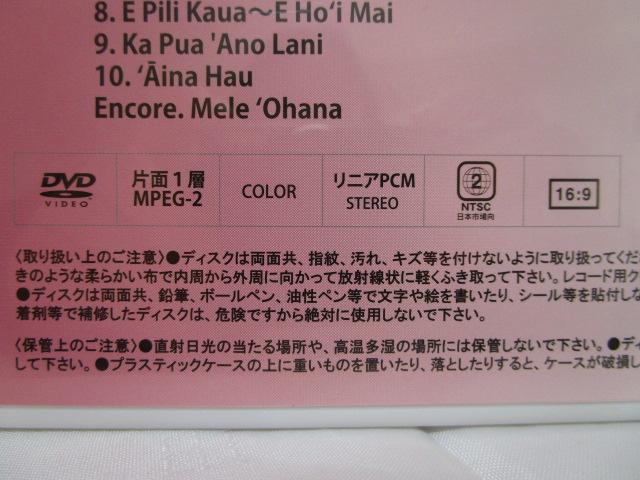 8. E Pili Kaua～E Hoʻi Mai
9. Ka Pua 'Ano Lani
10. ʻĀina Hau
Encore. Mele ʻOhana
DVD VIDEO
片面1層 MPEG-2
COLOR
リニアPCM STEREO
2 NTSC 日本市場向
16:9
〈取り扱い上のご注意〉●ディスクは両面共、指紋、汚れ、キズ等を付けないように取り扱ってくだ
きのような柔らかい布で内周から外周に向かって放射線状に軽くふき取って下さい。レコード用ク
●ディスクは両面共、鉛筆、ボールペン、油性ペン等で文字や絵を書いたり、シール等を貼付しな
着剤等で補修したディスクは、危険ですから絶対に使用しないで下さい。
〈保管上のご注意〉●直射日光の当たる場所や、高温多湿の場所には保管しないで下さい。●ディ
して下さい。●プラスティックケースの上に重いものを置いたり、落としたりすると、ケースが破損し